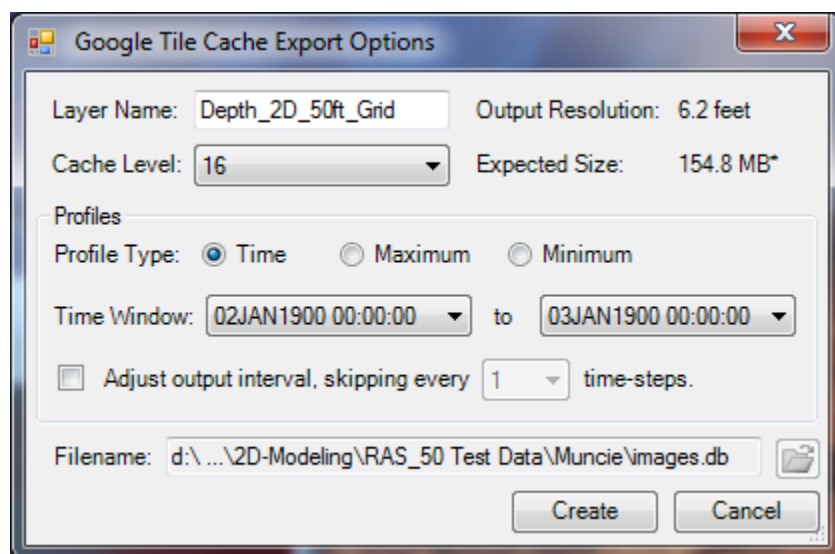 Google Tile Cache Export Options
Layer Name: Depth_2D_50ft_Grid Output Resolution: 6.2 feet
Cache Level: 16 Expected Size: 154.8 MB*
Profiles
Profile Type: Time Maximum Minimum
Time Window: 02JAN1900 00:00:00 to 03JAN1900 00:00:00
Adjust output interval, skipping every 1 time-steps.
Filename: d:\ ...\2D-Modeling\RAS_50 Test Data\Muncie\images.db
Create Cancel